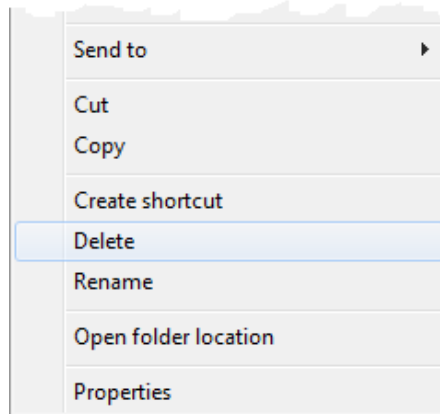 Send to
Cut
Copy
Create shortcut
Delete
Rename
Open folder location
Properties